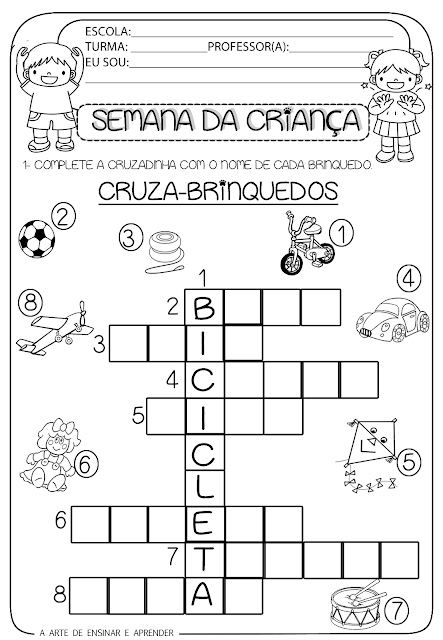 ESCOLA:
TURMA: PROFESSOR(A):
EU SOU:
SEMANA DA CRIANÇA
1- COMPLETE A CRUZADINHA COM O NOME DE CADA BRINQUEDO.
CRUZA-BRINQUEDOS
2
3
1
4
8
1
2 B
3 I
4 C
5 I
C
6
5
L
6 E
7 T
8 A
7
A ARTE DE ENSINAR E APRENDER